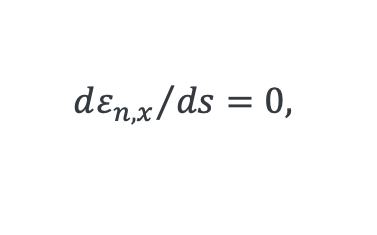 dε_{n,x}/ds = 0,